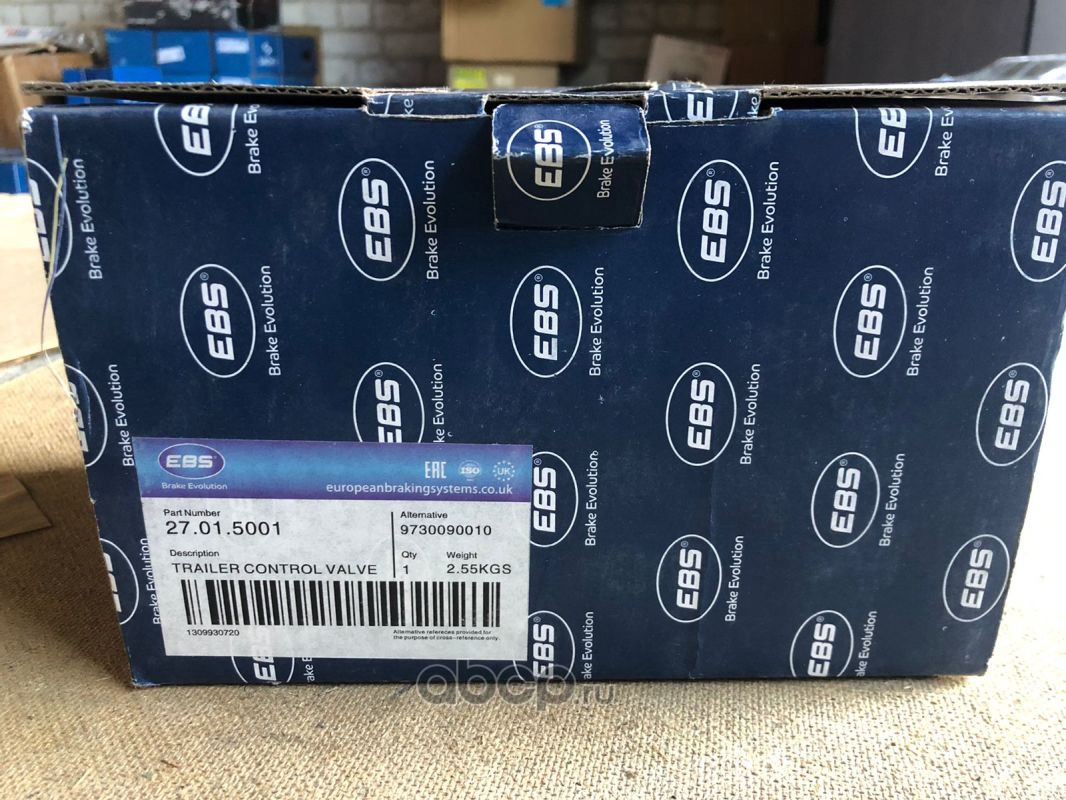 EBS®
Brake Evolution
EBS
Brake Evolution
EAC ISO UK
europeanbrakingsystems.co.uk
Part Number
27.01.5001
Alternative
9730090010
Description
TRAILER CONTROL VALVE
Qty
1
Weight
2.55KGS
1309930720
Alternative refereces provided for
the purpose of cross-reference only.
abcp.ru